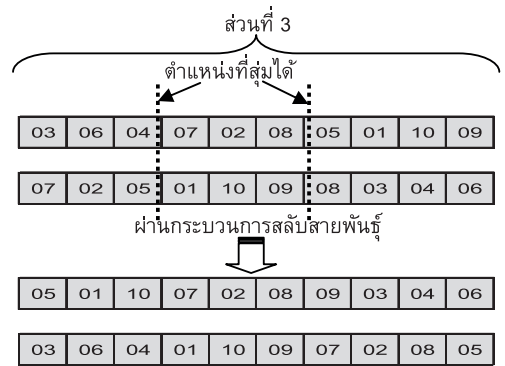 ส่วนที่ 3
ตำแหน่งที่สุ่มได้
03 06 04 07 02 08 05 01 10 09
07 02 05 01 10 09 08 03 04 06
ผ่านกระบวนการสลับสายพันธุ์
05 01 10 07 02 08 09 03 04 06
03 06 04 01 10 09 07 02 08 05